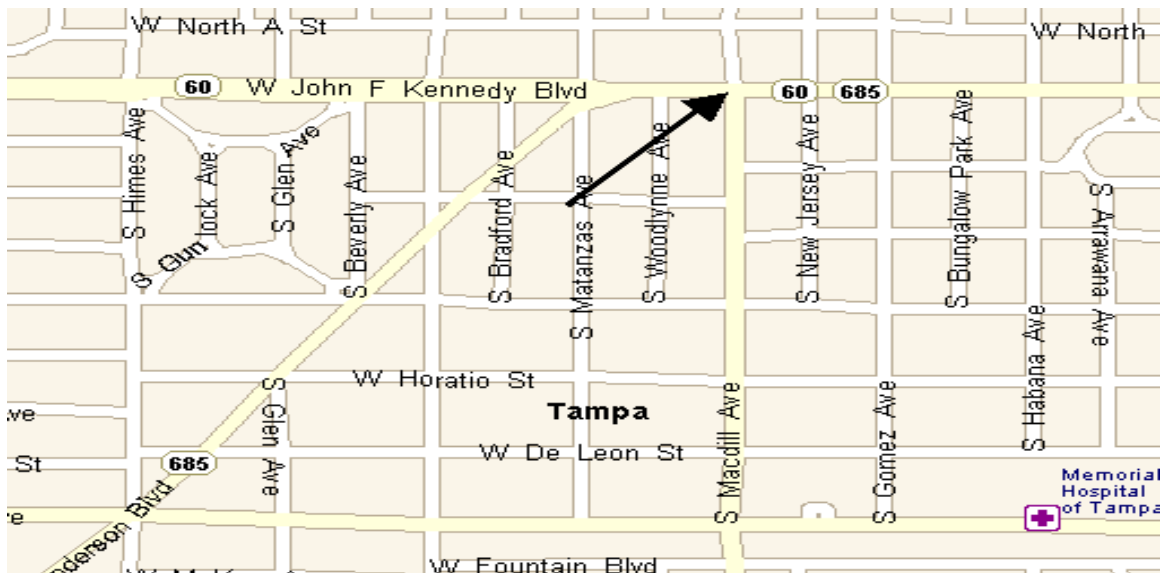 W North A St
W North
60
W John F Kennedy Blvd
60
685
S Himes Ave
S Gun
lock Ave
S Glen Ave
S Beverly Ave
S Bradford Ave
S Matanzas Ave
S Woodlynne Ave
S New Jersey Ave
S Bungalow Park Ave
S Arrawana Ave
S Habana Ave
W Horatio St
S Glen Ave
ve
Tampa
S Macdill Ave
S Gomez Ave
W De Leon St
St
685
Memorial
Hospital
of Tampa
e
nderson Blvd
W Fountain Blvd